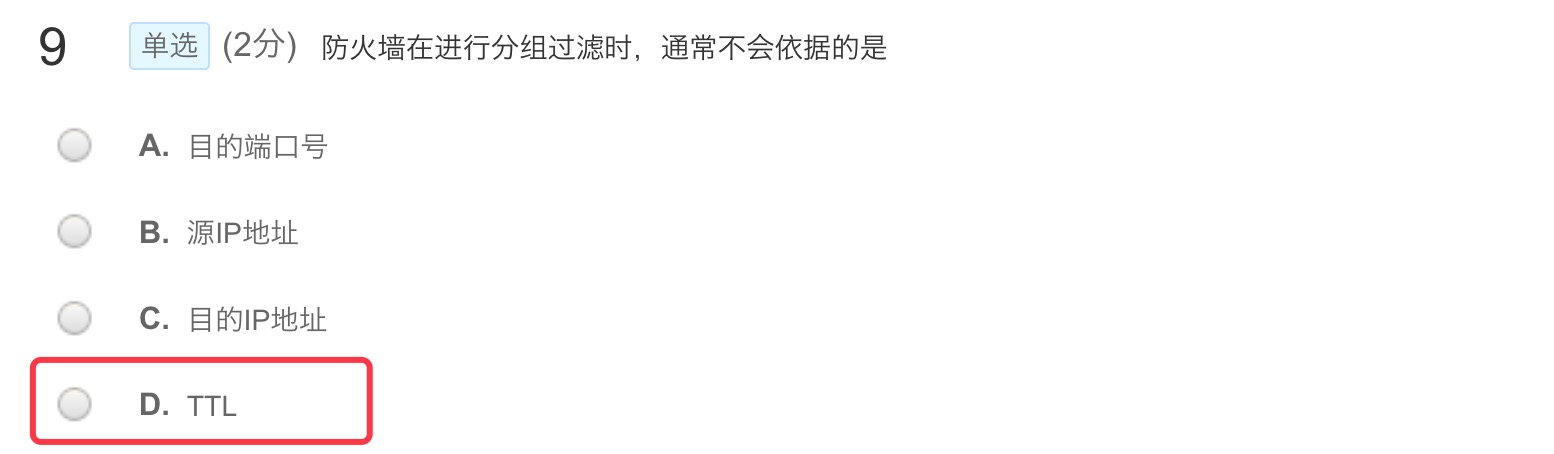 9 单选 (2分) 防火墙在进行分组过滤时，通常不会依据的是
A. 目的端口号
B. 源IP地址
C. 目的IP地址
D. TTL